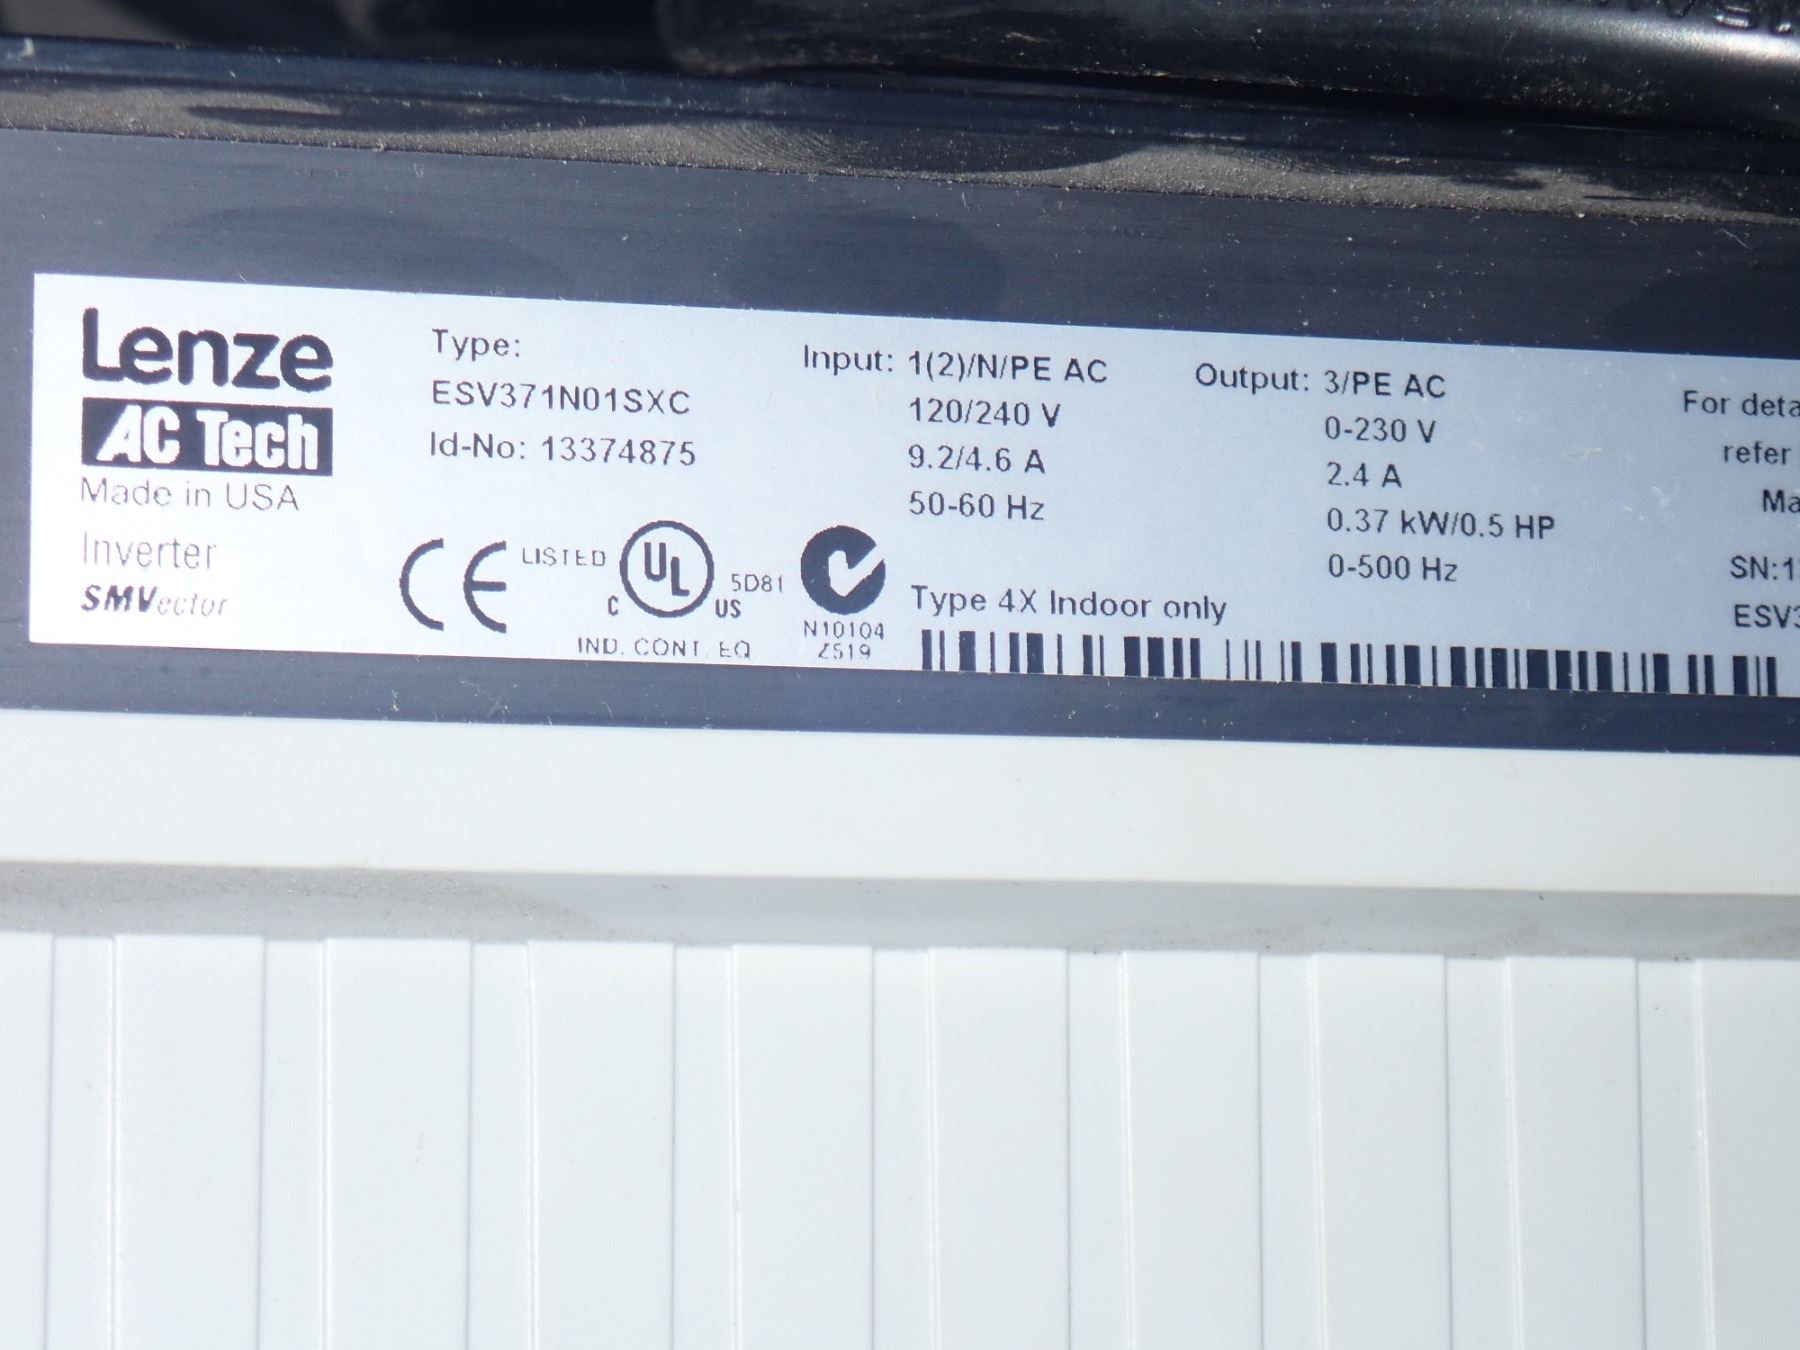 Lenze
AC Tech
Made in USA
Inverter
SMVector
Type:
ESV371N01SXC
Id-No: 13374875
CE
LISTED
UL
C
US
5D81
IND. CONT. EQ
N10104
Z519
Input: 1(2)/N/PE AC
120/240 V
9.2/4.6 A
50-60 Hz
Type 4X Indoor only
Output: 3/PE AC
0-230 V
2.4 A
0.37 kW/0.5 HP
0-500 Hz
For deta
refer
Ma
SN:1
ESV3